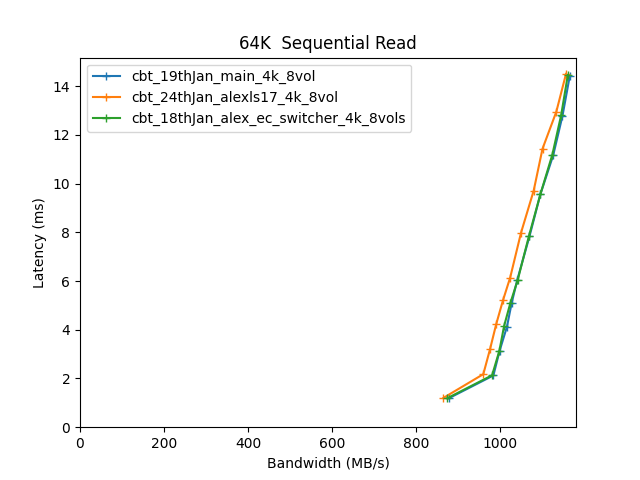 64K  Sequential Read
cbt_19thJan_main_4k_8vol
cbt_24thJan_alexls17_4k_8vol
cbt_18thJan_alex_ec_switcher_4k_8vols
Latency (ms)
14
12
10
8
6
4
2
0
0 200 400 600 800 1000
Bandwidth (MB/s)